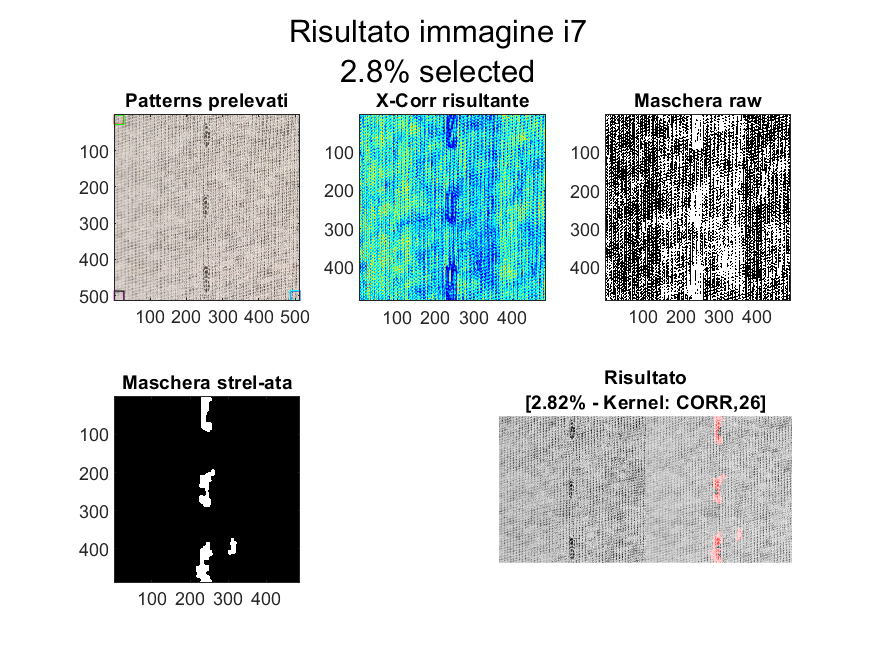 Risultato immagine i7
2.8% selected
Patterns prelevati
100
200
300
400
500
100 200 300 400 500
X-Corr risultante
100
200
300
400
100 200 300 400
Maschera raw
100
200
300
400
100 200 300 400
Maschera strel-ata
100
200
300
400
100 200 300 400
Risultato
[2.82% - Kernel: CORR,26]